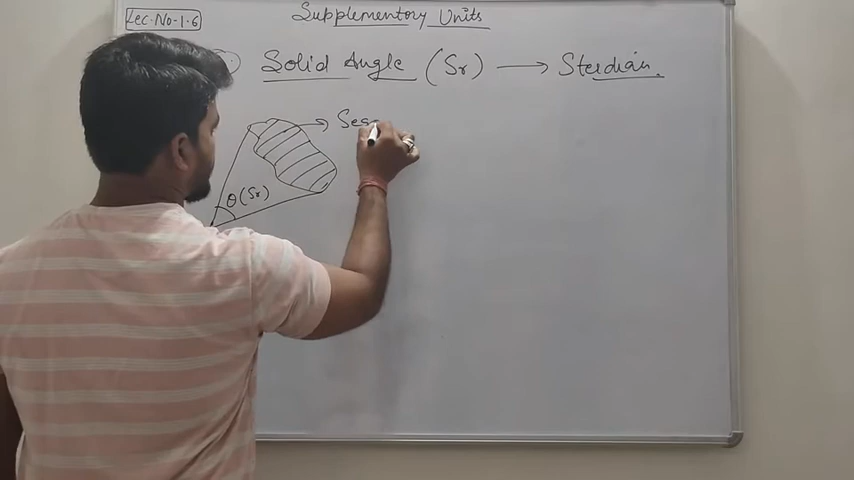 Lec-No-1.6
Supplementory Units
Solid Angle (Sr) → Sterdian.
θ(Sr)